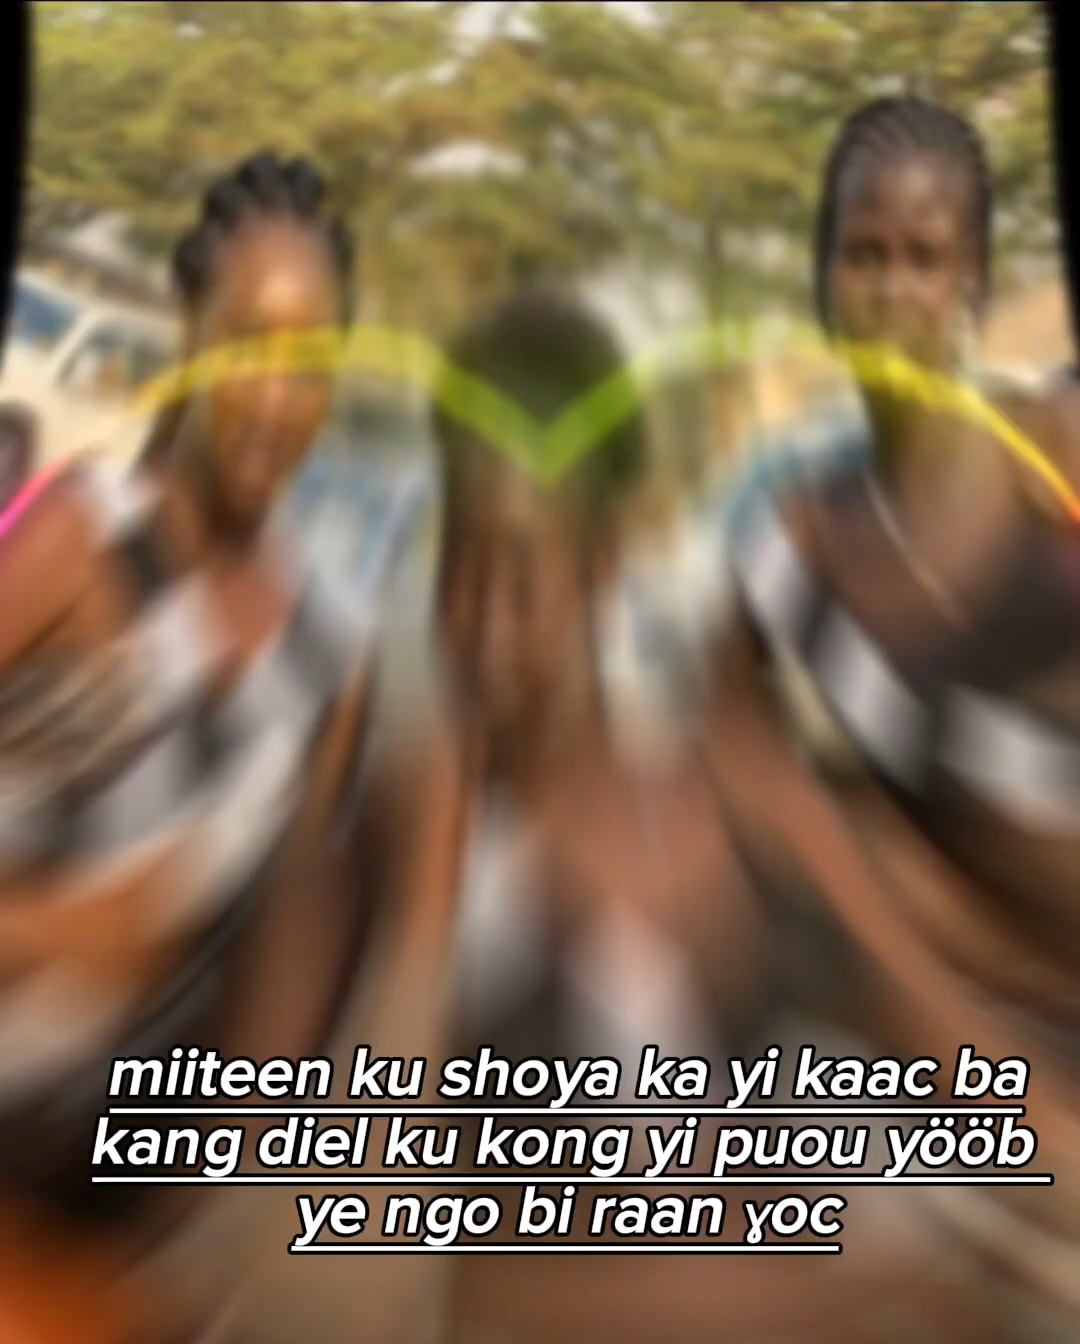 miiteen ku shoya ka yi kaac ba
kang diel ku kong yi puou yööb
ye ngo bi raan ɣoc